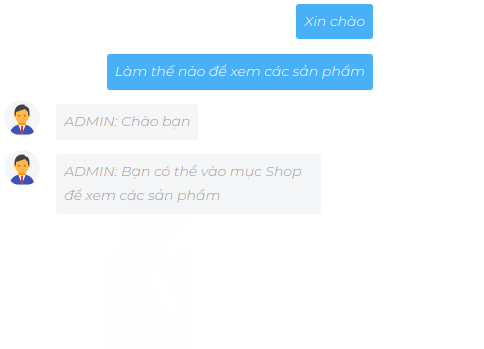 Xin chào
Làm thế nào để xem các sản phẩm
ADMIN: Chào bạn
ADMIN: Bạn có thể vào mục Shop
để xem các sản phẩm